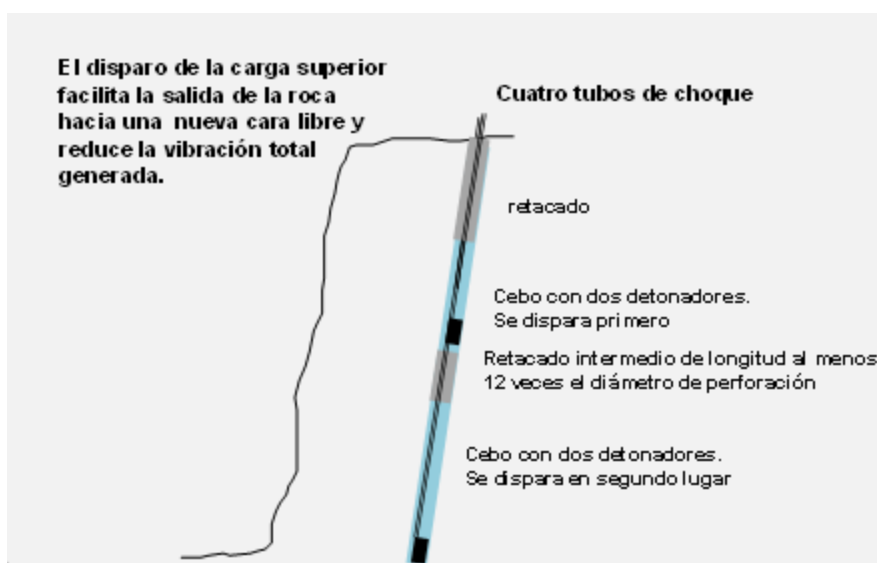 El disparo de la carga superior
facilita la salida de la roca
hacia una nueva cara libre y
reduce la vibración total
generada.
Cuatro tubos de choque
retacado
Cebo con dos detonadores.
Se dispara primero
Retacado intermedio de longitud al menos
12 veces el diámetro de perforación
Cebo con dos detonadores.
Se dispara en segundo lugar